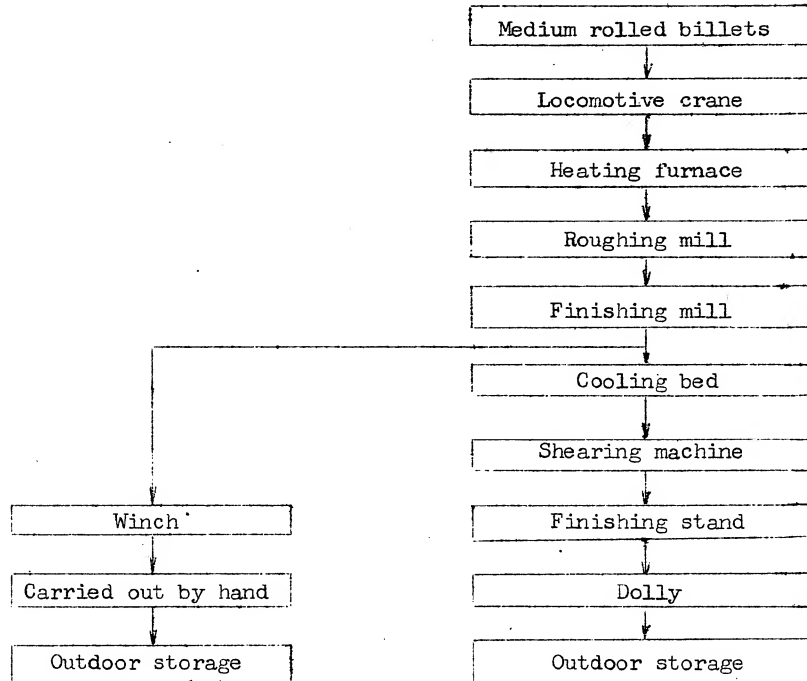 Medium rolled billets
Locomotive crane
Heating furnace
Roughing mill
Finishing mill
Cooling bed
Shearing machine
Winch
Finishing stand
Carried out by hand
Dolly
Outdoor storage
Outdoor storage